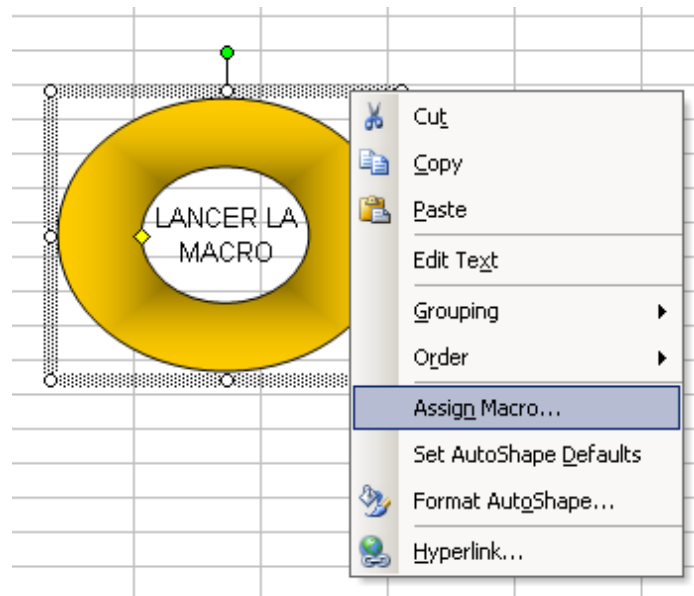 LANCER LA
MACRO
Cut
Copy
Paste
Edit Text
Grouping
Order
Assign Macro...
Set AutoShape Defaults
Format AutoShape...
Hyperlink...